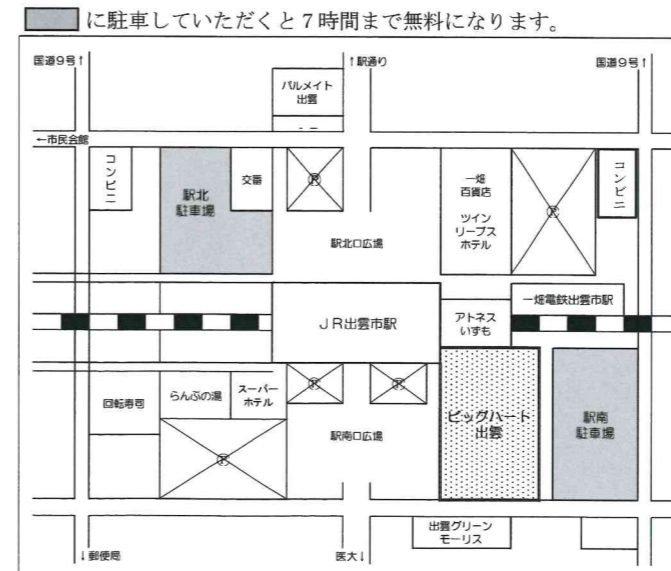 に駐車していただくと７時間まで無料になります。
国道9号↑
↑駅通り
国道9号↑
パルメイト
出雲
←市民会館
コンビニ
駅北
駐車場
交番
Ⓟ
一畑
百貨店
ツイン
リーブス
ホテル
Ⓟ
コンビニ
駅北口広場
一畑電鉄出雲市駅
ＪＲ出雲市駅
アトネス
いずも
回転寿司
らんぷの湯
スーパー
ホテル
Ⓟ
Ⓟ
ビッグハート
出雲
駅南
駐車場
駅南口広場
Ⓟ
出雲グリーン
モーリス
↓郵便局
医大↓